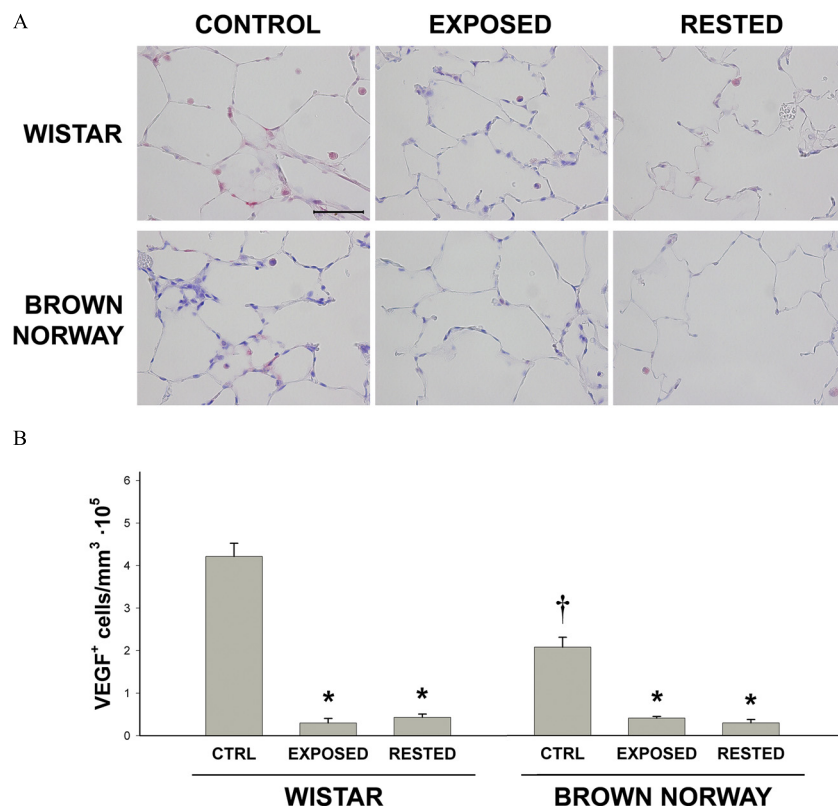 A
CONTROL EXPOSED RESTED
WISTAR
BROWN
NORWAY
B
VEGF⁺ cells/mm³ ·10⁵
6
5
4
3
2
1
0
†
* * * *
CTRL EXPOSED RESTED CTRL EXPOSED RESTED
WISTAR BROWN NORWAY